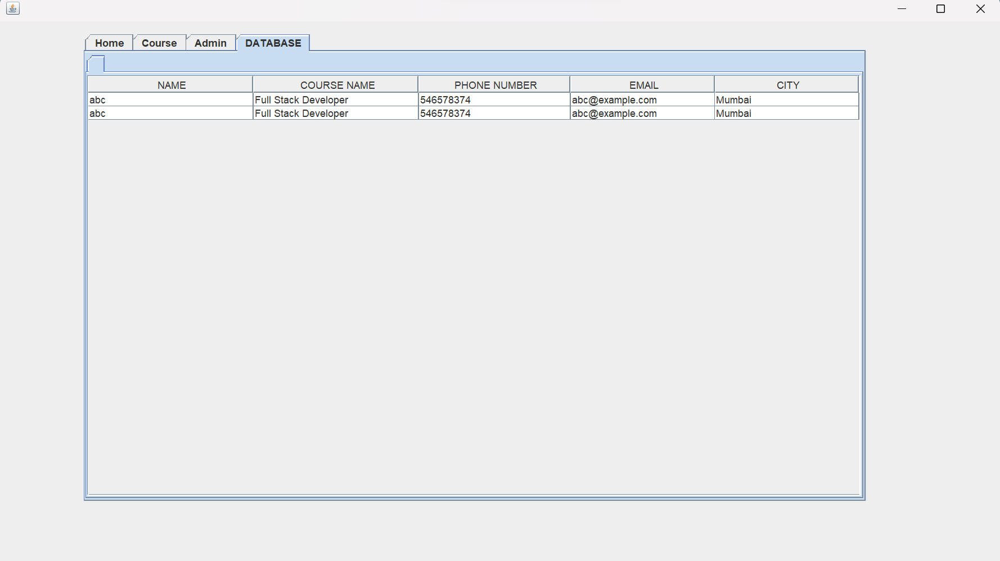 Home Course Admin DATABASE
NAME COURSE NAME PHONE NUMBER EMAIL CITY
abc Full Stack Developer 546578374 abc@example.com Mumbai
abc Full Stack Developer 546578374 abc@example.com Mumbai